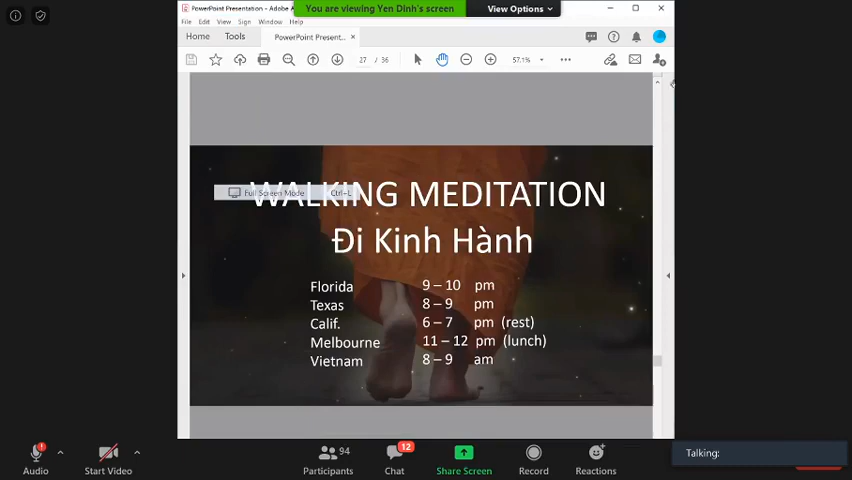 PowerPoint Presentation - Adobe A
You are viewing Yen Dinh's screen
View Options
File Edit View Sign Window Help
Home Tools PowerPoint Present... ×
27 / 36 57.1%
Full Screen Mode Ctrl+L
WALKING MEDITATION
Đi Kinh Hành
Florida 9 – 10 pm
Texas 8 – 9 pm
Calif. 6 – 7 pm (rest)
Melbourne 11 – 12 pm (lunch)
Vietnam 8 – 9 am
94
12
Audio Start Video Participants Chat Share Screen Record Reactions
Talking: